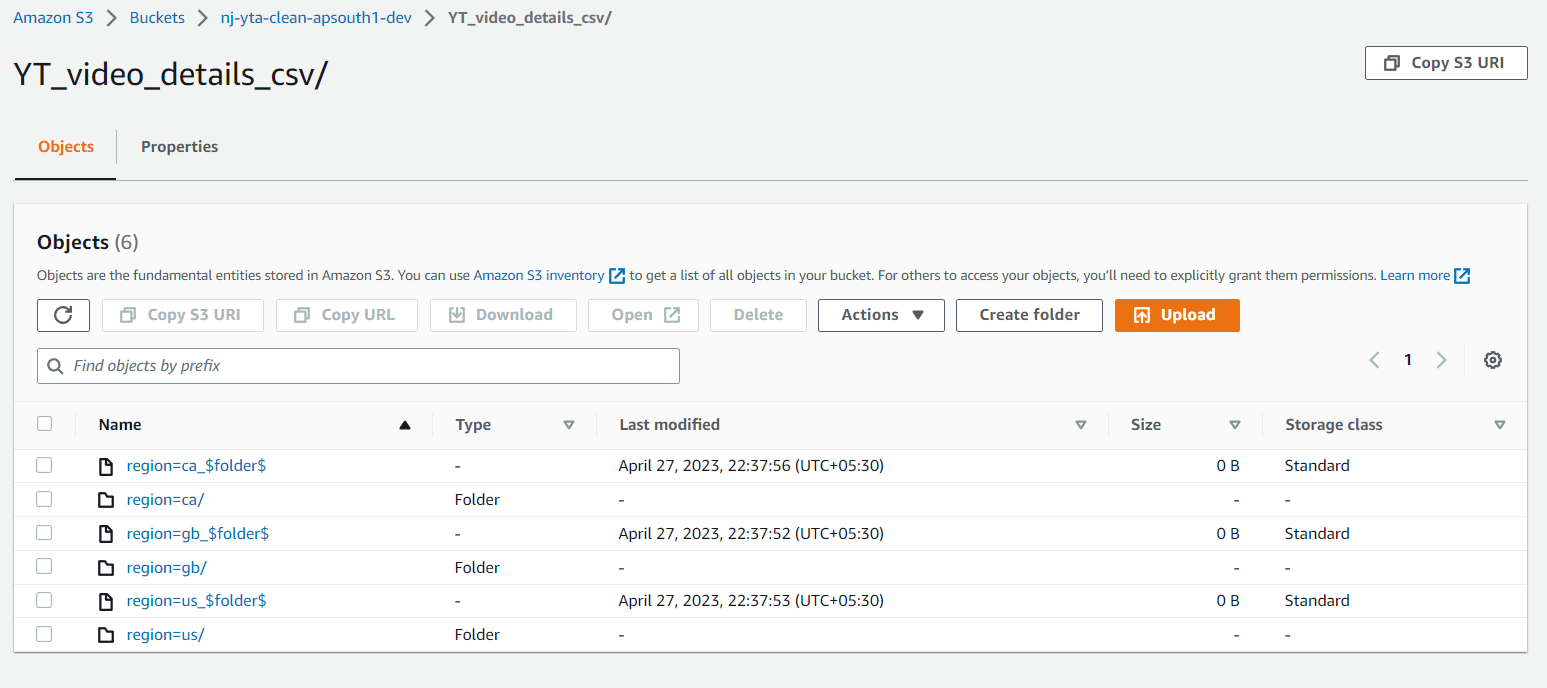 Amazon S3 > Buckets > nj-yta-clean-apsouth1-dev > YT_video_details_csv/
YT_video_details_csv/
Copy S3 URI
Objects Properties
Objects (6)
Objects are the fundamental entities stored in Amazon S3. You can use Amazon S3 inventory to get a list of all objects in your bucket. For others to access your objects, you'll need to explicitly grant them permissions. Learn more
Copy S3 URI Copy URL Download Open Delete Actions Create folder Upload
Find objects by prefix
1
Name Type Last modified Size Storage class
region=ca_$folder$ - April 27, 2023, 22:37:56 (UTC+05:30) 0 B Standard
region=ca/ Folder - - -
region=gb_$folder$ - April 27, 2023, 22:37:52 (UTC+05:30) 0 B Standard
region=gb/ Folder - - -
region=us_$folder$ - April 27, 2023, 22:37:53 (UTC+05:30) 0 B Standard
region=us/ Folder - - -